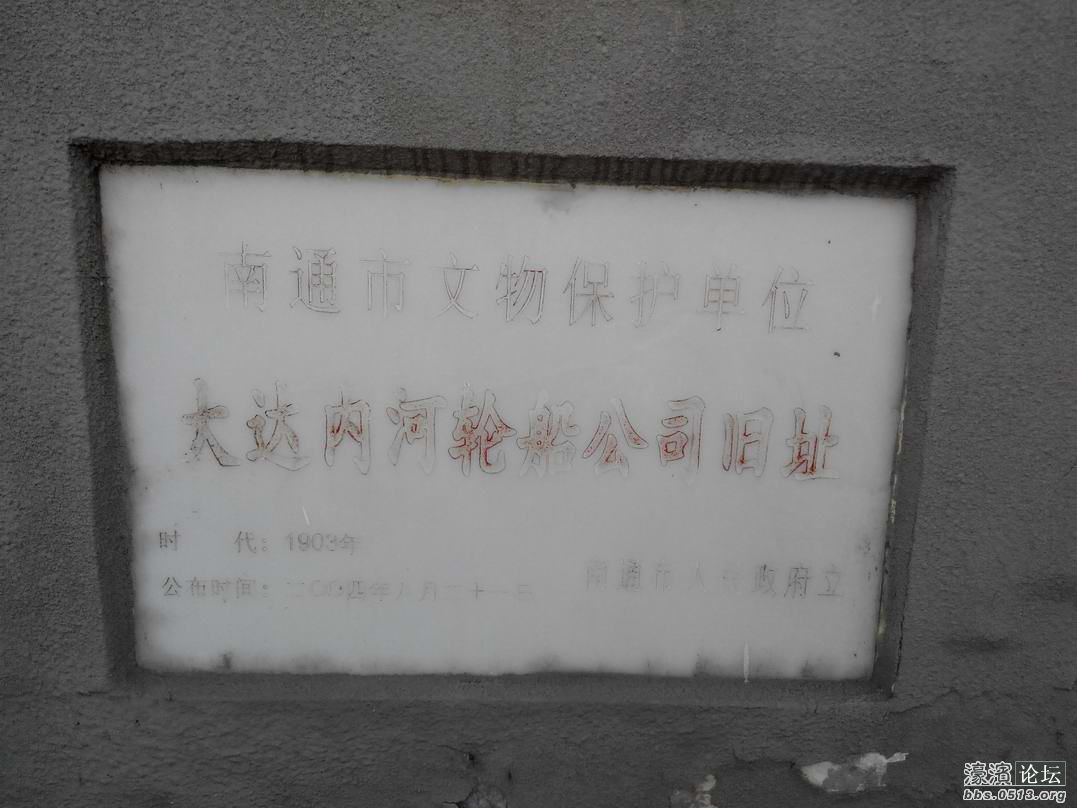 南通市文物保护单位
大达内河轮船公司旧址
时 代：1903年
公布时间：二〇〇四年八月二十一日
南通市人民政府立
濠滨论坛
bbs.0513.org